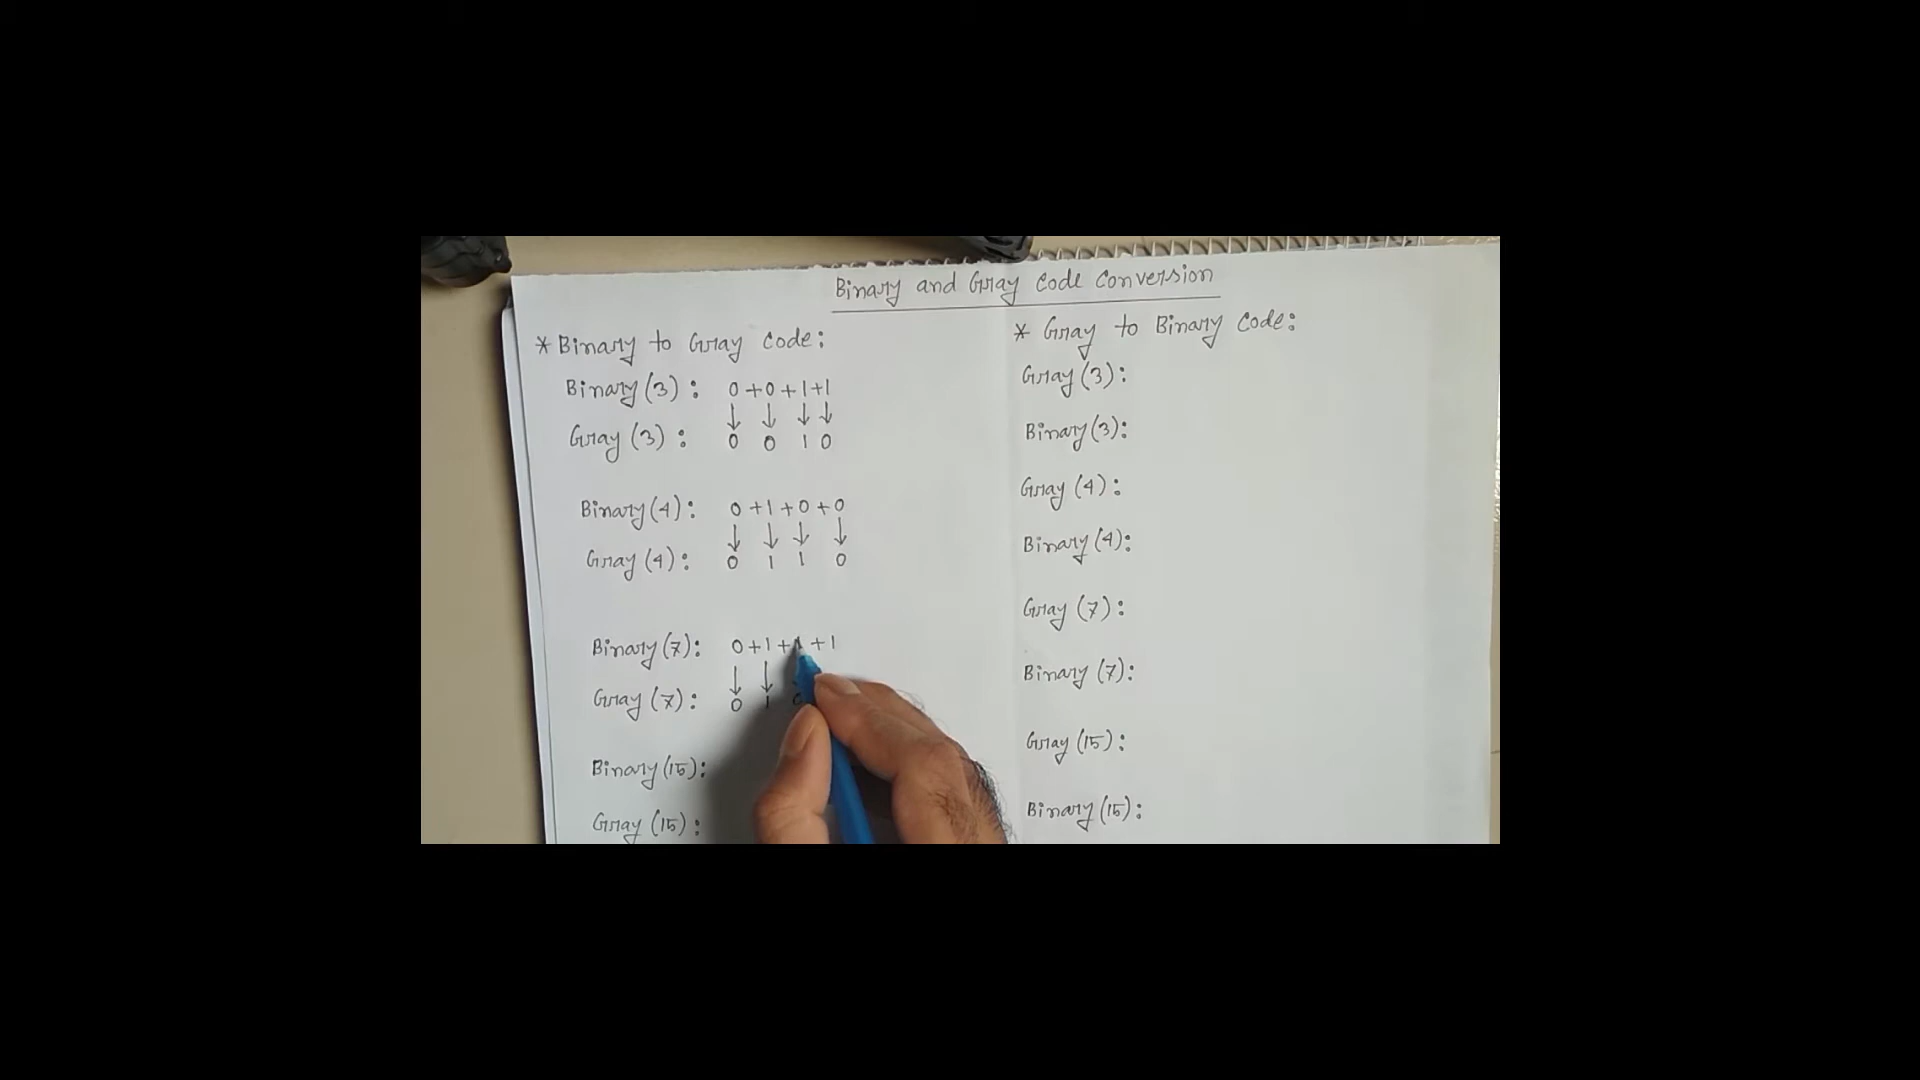 Binary and Gray Code Conversion
* Binary to Gray Code:
Binary (3) : 0 + 0 + 1 + 1
↓ ↓ ↓ ↓
Gray (3) : 0 0 1 0
Binary (4) : 0 + 1 + 0 + 0
↓ ↓ ↓ ↓
Gray (4) : 0 1 1 0
Binary (7) : 0 + 1 + 1 + 1
↓ ↓
Gray (7) : 0 1
Binary (15) :
Gray (15) :
* Gray to Binary Code:
Gray (3) :
Binary (3) :
Gray (4) :
Binary (4) :
Gray (7) :
Binary (7) :
Gray (15) :
Binary (15) :